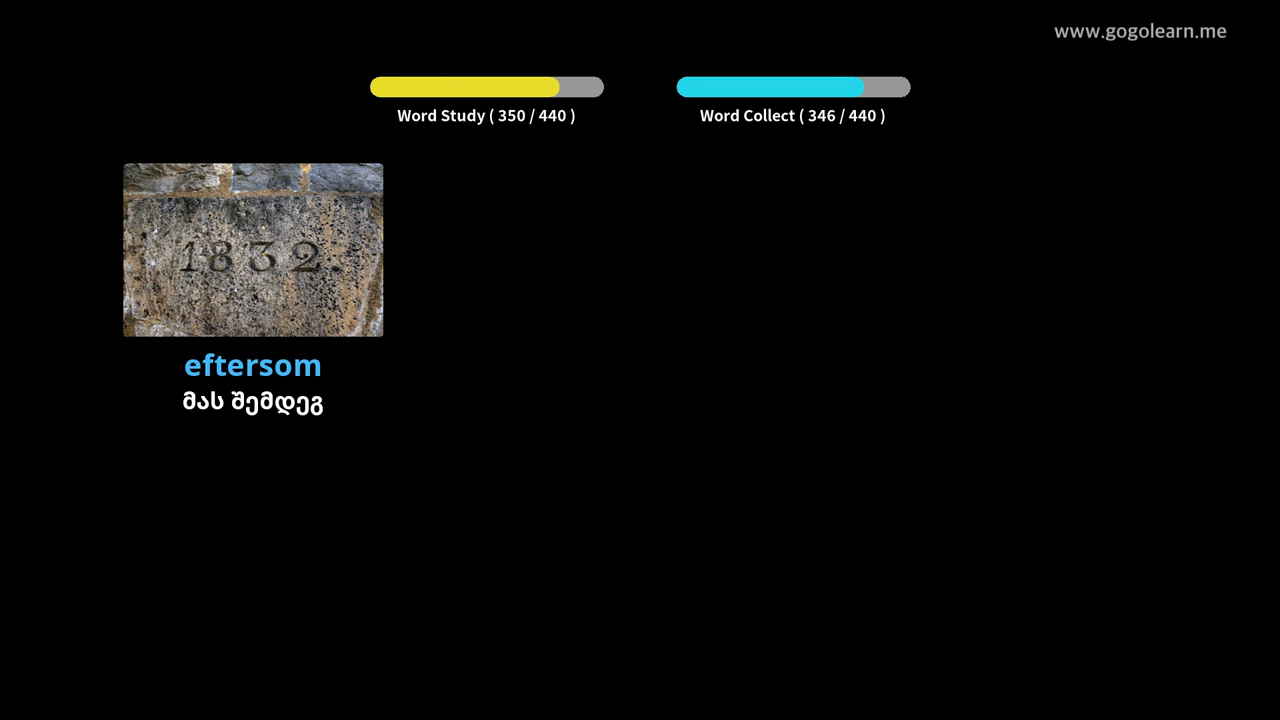 www.gogolearn.me
Word Study ( 350 / 440 )
Word Collect ( 346 / 440 )
1832.
eftersom
მას შემდეგ